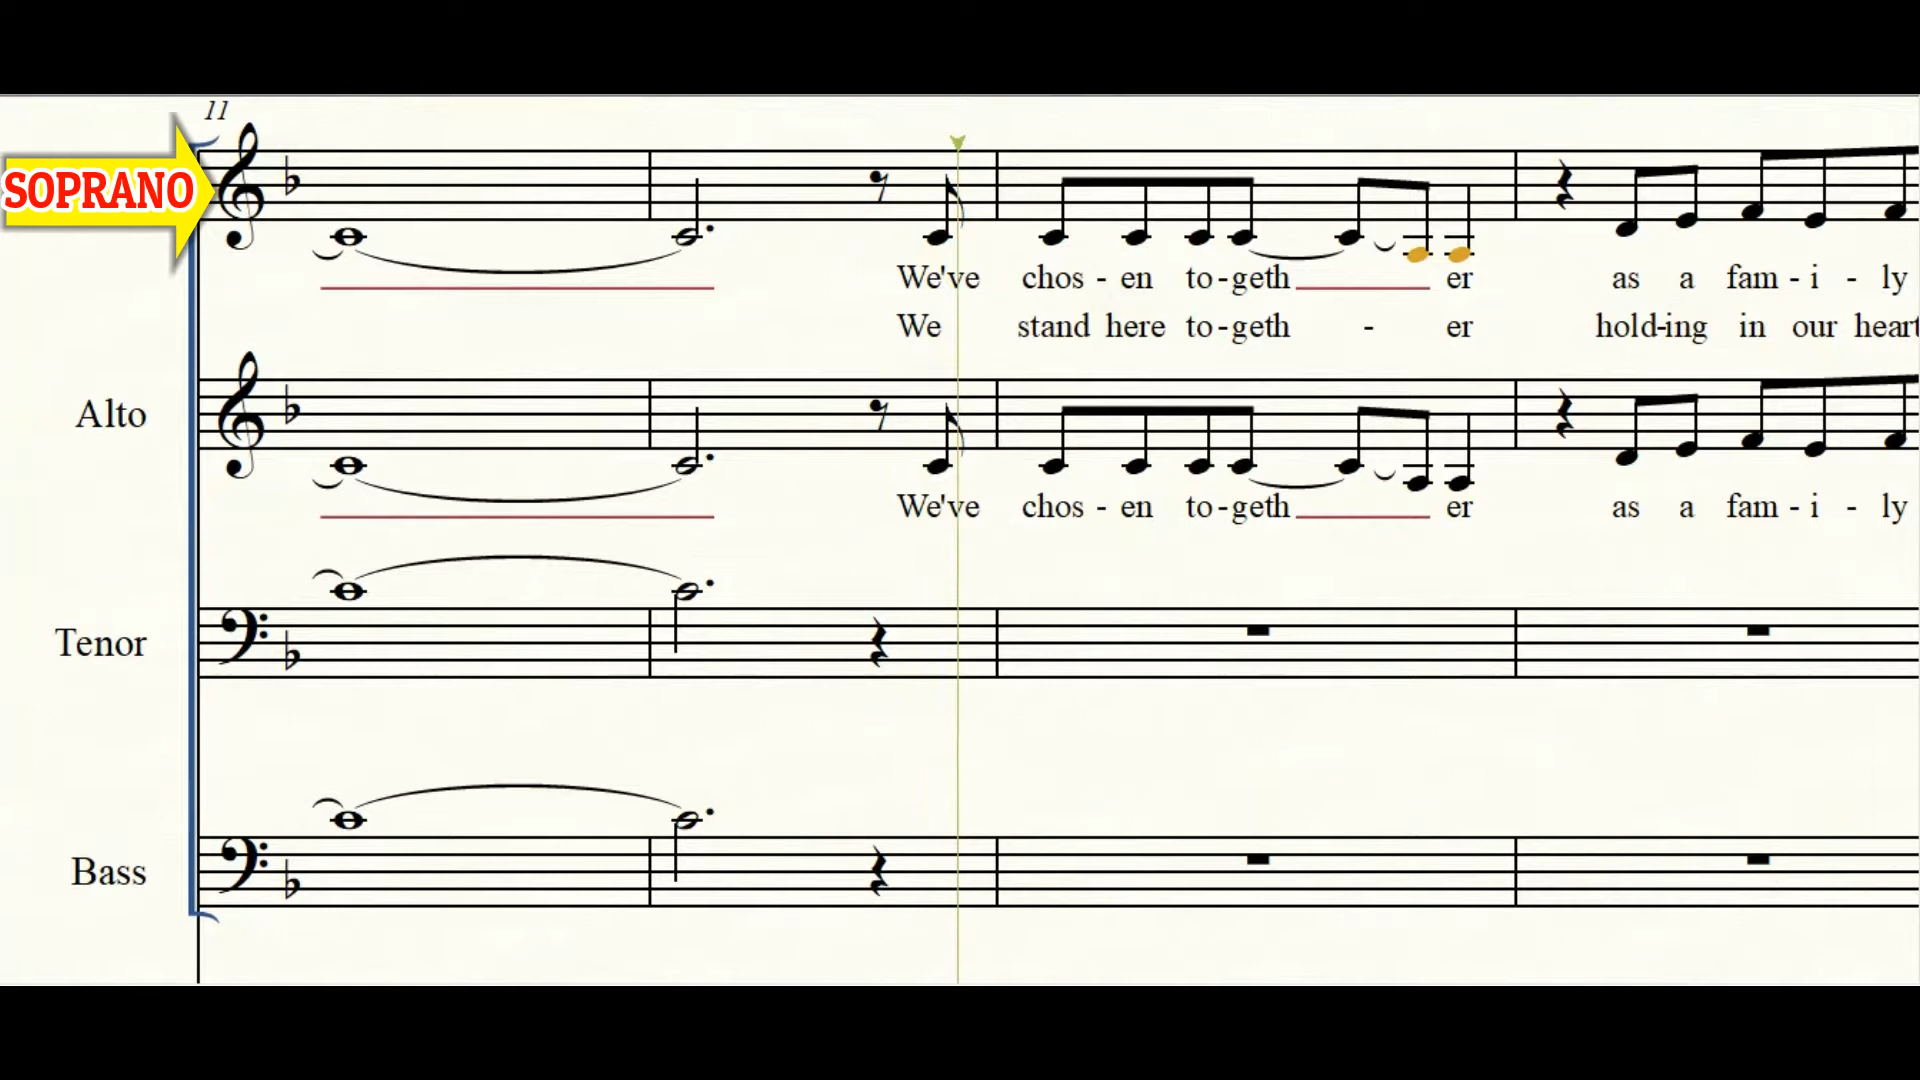 11
SOPRANO
We've chos - en to - geth er as a fam - i - ly
We stand here to - geth - er hold-ing in our heart
Alto
We've chos - en to - geth er as a fam - i - ly
Tenor
Bass